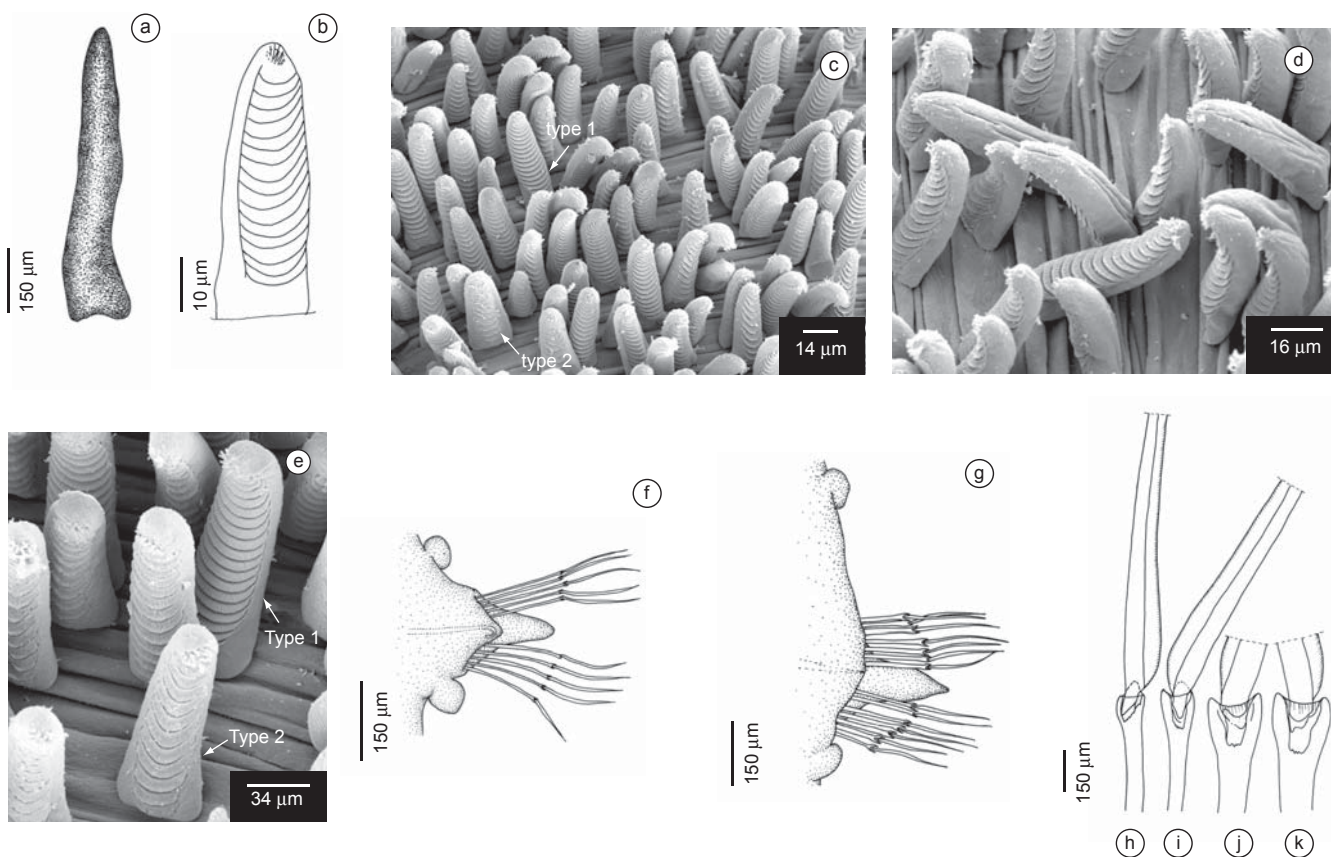 a
150 µm
b
10 µm
c
type 1
type 2
14 µm
d
16 µm
e
Type 1
Type 2
34 µm
f
150 µm
g
150 µm
150 µm
h
i
j
k